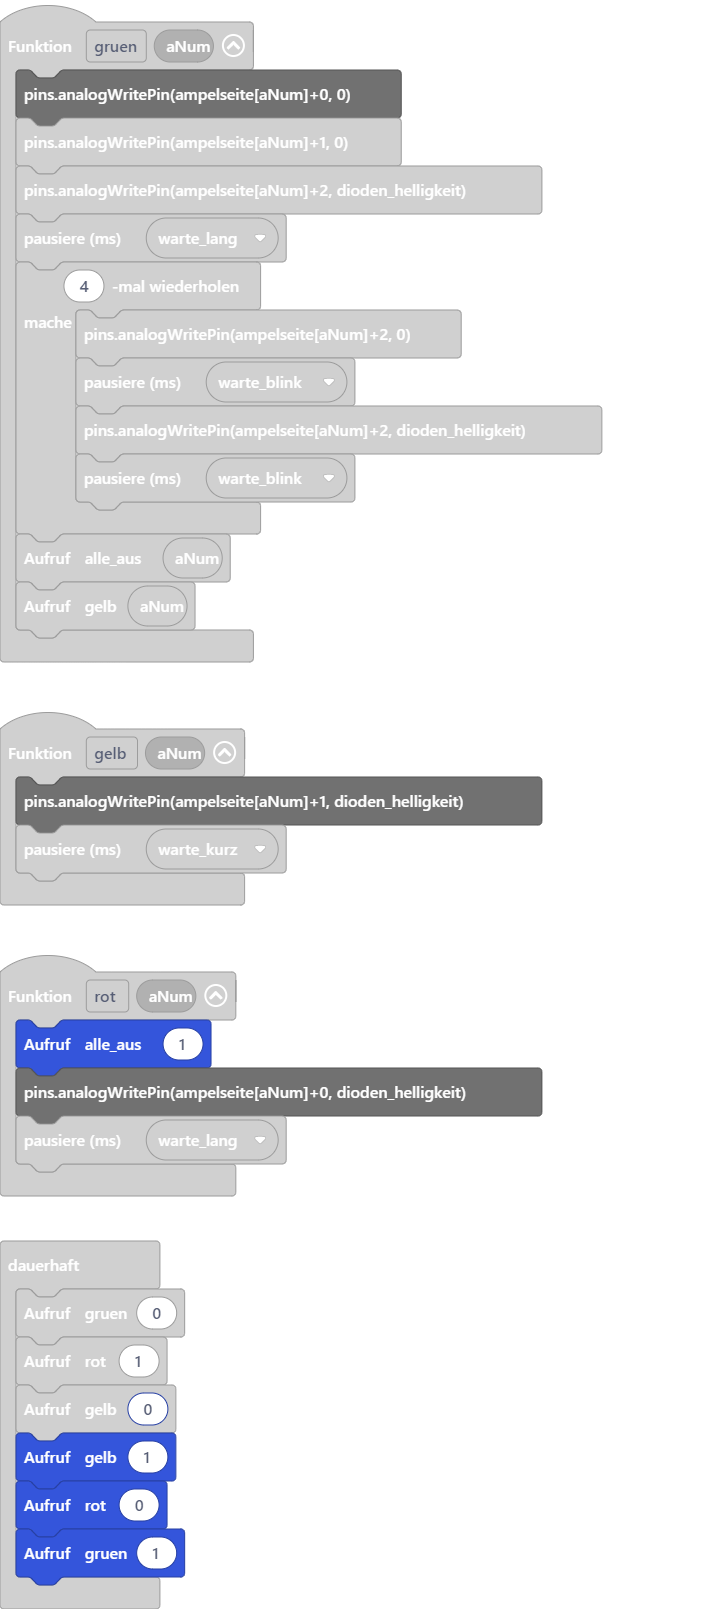 Funktion gruen aNum
pins.analogWritePin(ampelseite[aNum]+0, 0)
pins.analogWritePin(ampelseite[aNum]+1, 0)
pins.analogWritePin(ampelseite[aNum]+2, dioden_helligkeit)
pausiere (ms) warte_lang
4 -mal wiederholen
mache
pins.analogWritePin(ampelseite[aNum]+2, 0)
pausiere (ms) warte_blink
pins.analogWritePin(ampelseite[aNum]+2, dioden_helligkeit)
pausiere (ms) warte_blink
Aufruf alle_aus aNum
Aufruf gelb aNum
Funktion gelb aNum
pins.analogWritePin(ampelseite[aNum]+1, dioden_helligkeit)
pausiere (ms) warte_kurz
Funktion rot aNum
Aufruf alle_aus 1
pins.analogWritePin(ampelseite[aNum]+0, dioden_helligkeit)
pausiere (ms) warte_lang
dauerhaft
Aufruf gruen 0
Aufruf rot 1
Aufruf gelb 0
Aufruf gelb 1
Aufruf rot 0
Aufruf gruen 1